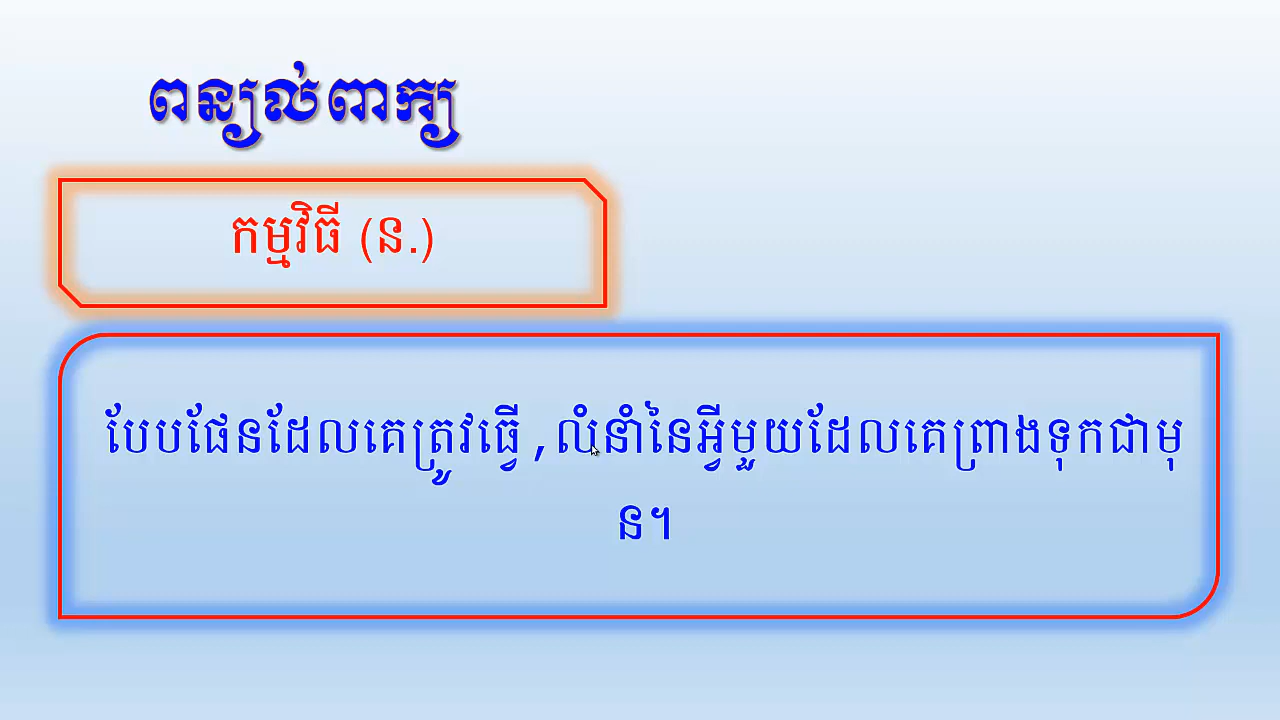 ពន្យល់ពាក្យ
កម្មវិធី (ន.)
បែបផែនដែលគេត្រូវធ្វើ ,លំនាំនៃអ្វីមួយដែលគេព្រាងទុកជាមុ
ន។